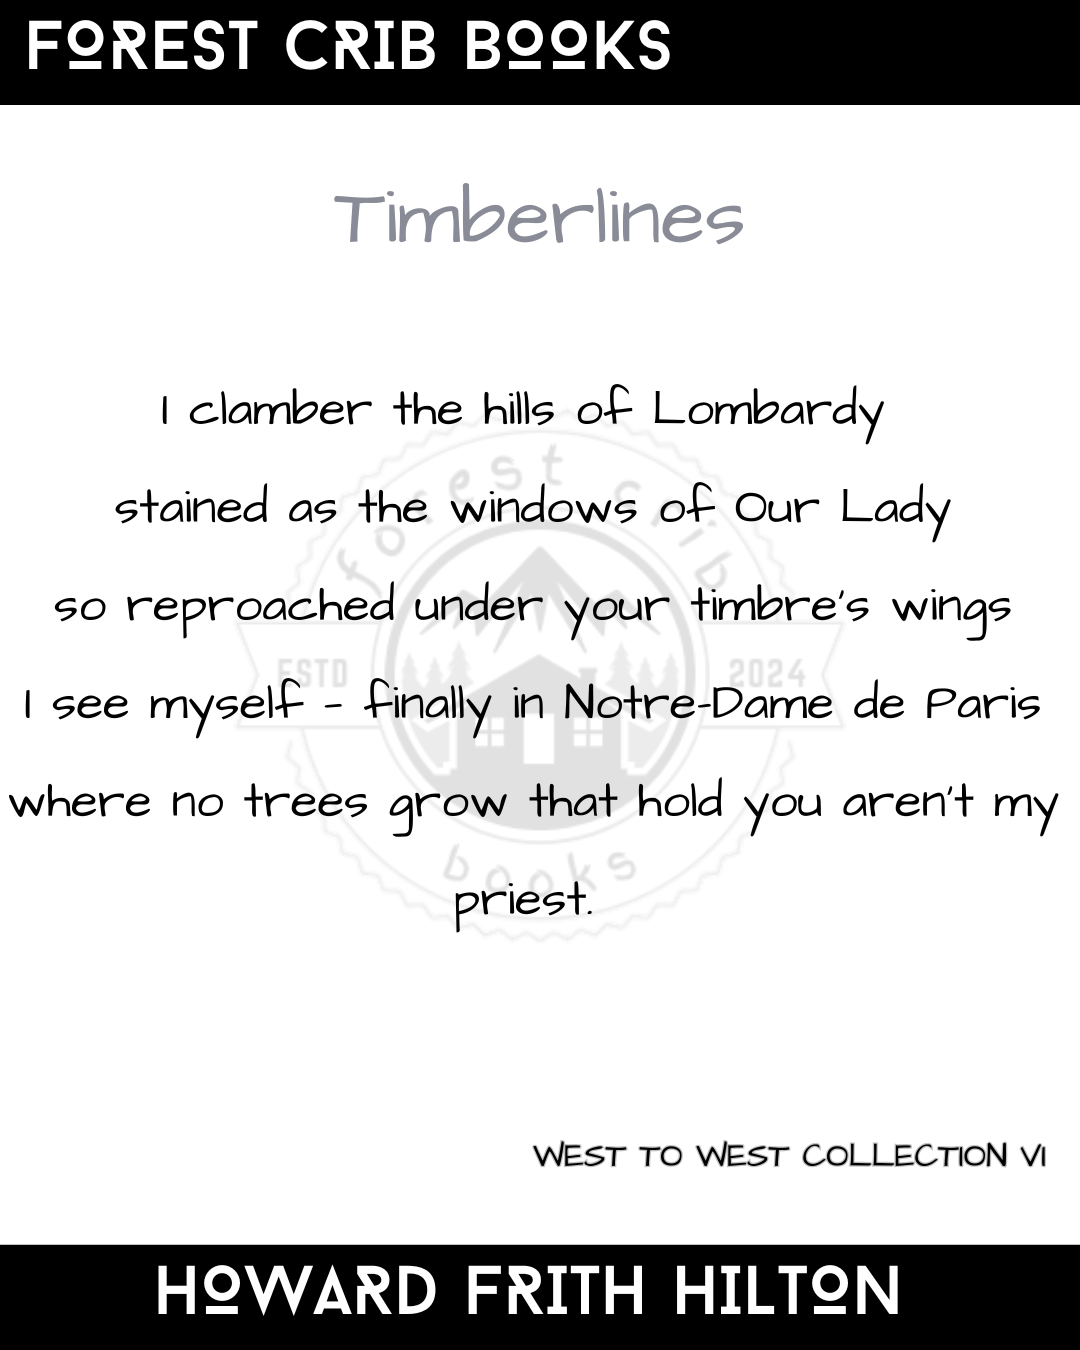 FOREST CRIB BOOKS
Timberlines
I clamber the hills of Lombardy
stained as the windows of Our Lady
so reproached under your timbre's wings
I see myself - finally in Notre-Dame de Paris
where no trees grow that hold you aren't my
priest.
forest crib
ESTD 2024
books
WEST TO WEST COLLECTION VI
HOWARD FRITH HILTON